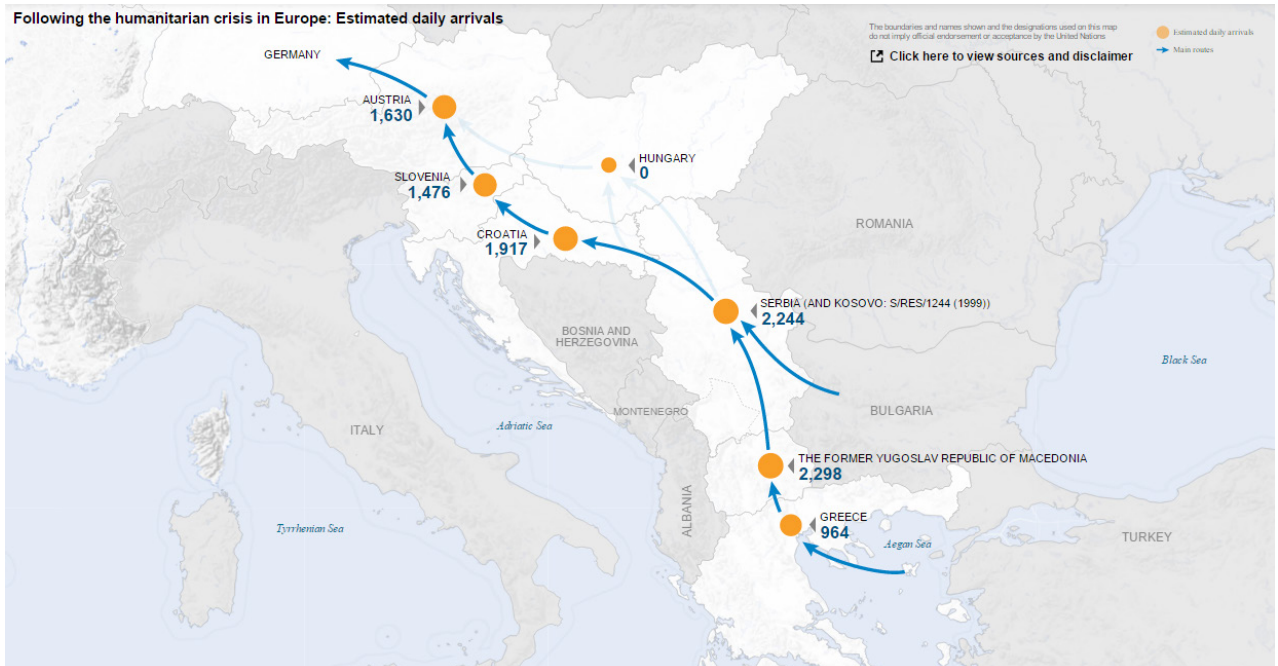 Following the humanitarian crisis in Europe: Estimated daily arrivals
The boundaries and names shown and the designations used on this map
do not imply official endorsement or acceptance by the United Nations
Click here to view sources and disclaimer
Estimated daily arrivals
Main routes
GERMANY
AUSTRIA
1,630
HUNGARY
0
SLOVENIA
1,476
CROATIA
1,917
ROMANIA
SERBIA (AND KOSOVO: S/RES/1244 (1999))
2,244
BOSNIA AND
HERZEGOVINA
Black Sea
MONTENEGRO
BULGARIA
ITALY
Adriatic Sea
THE FORMER YUGOSLAV REPUBLIC OF MACEDONIA
2,298
ALBANIA
GREECE
964
Tyrrhenian Sea
Aegan Sea
TURKEY